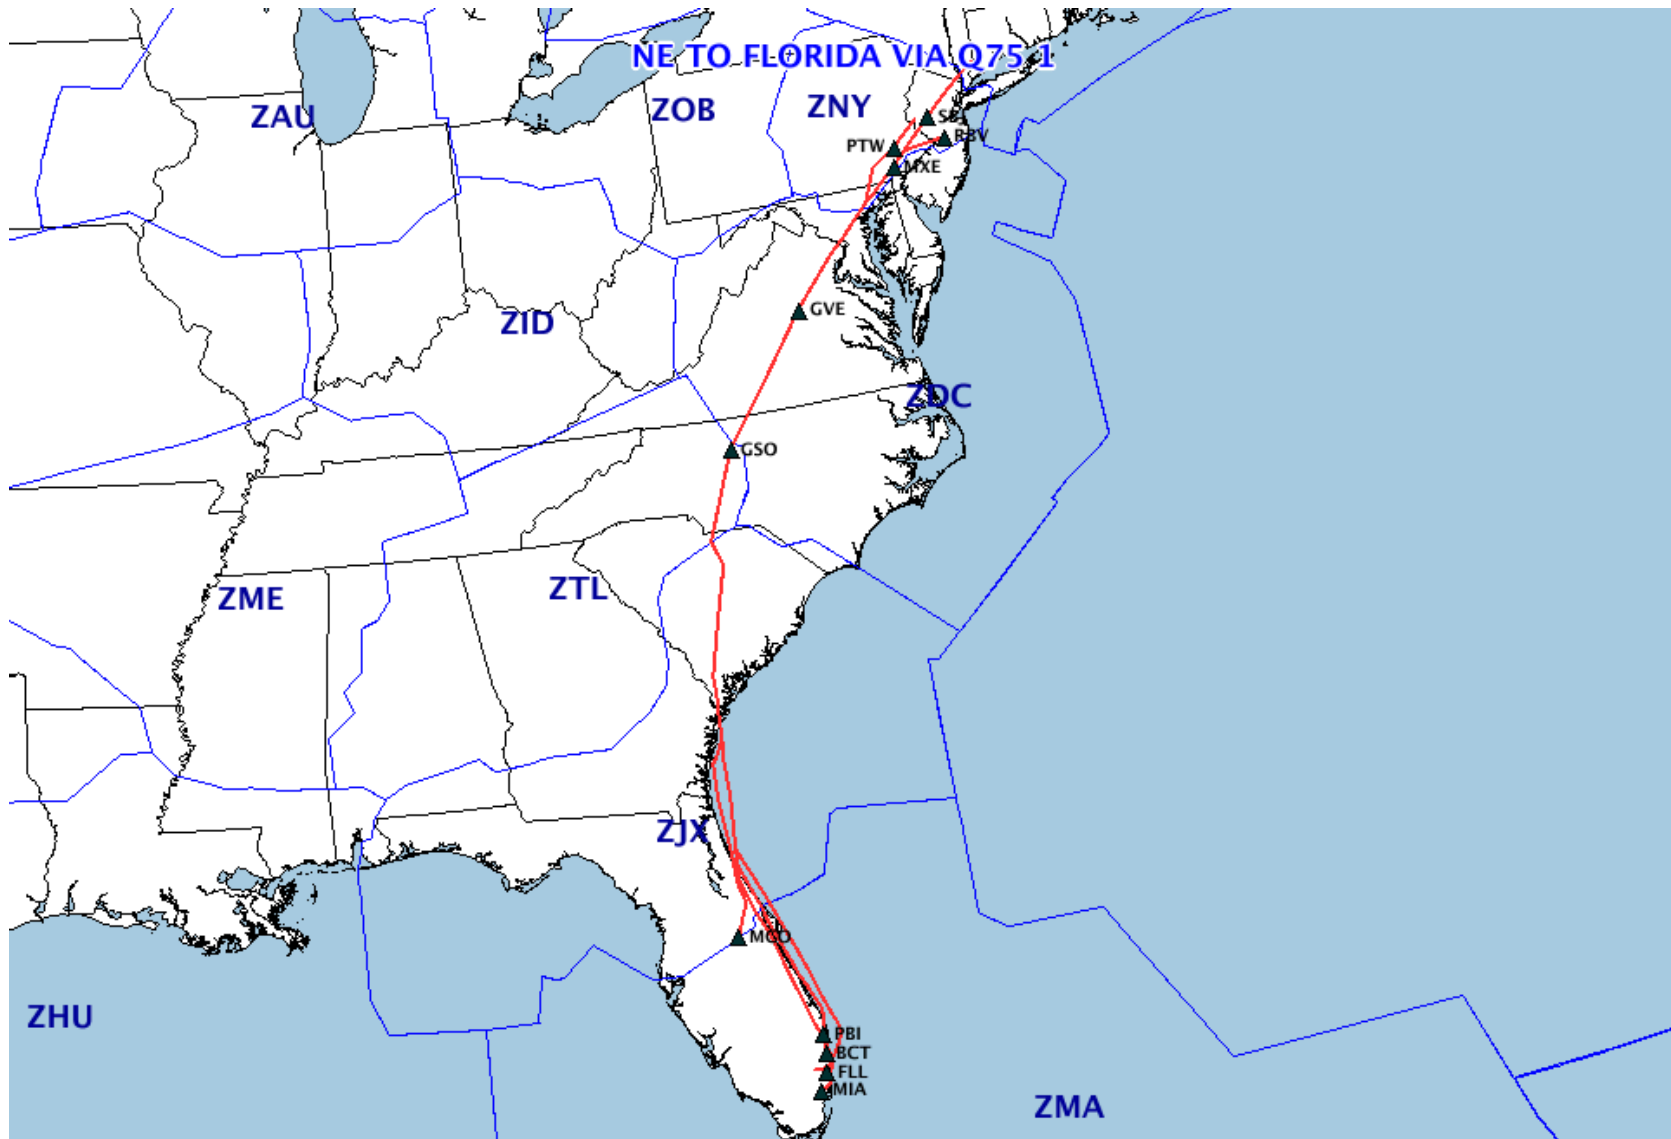 NE TO FLORIDA VIA Q75 1
ZAU
ZOB
ZNY
RBV
PTW
MXE
GVE
ZID
ZDC
GSO
ZME
ZTL
ZJX
MCO
ZHU
PBI
BCT
FLL
MIA
ZMA